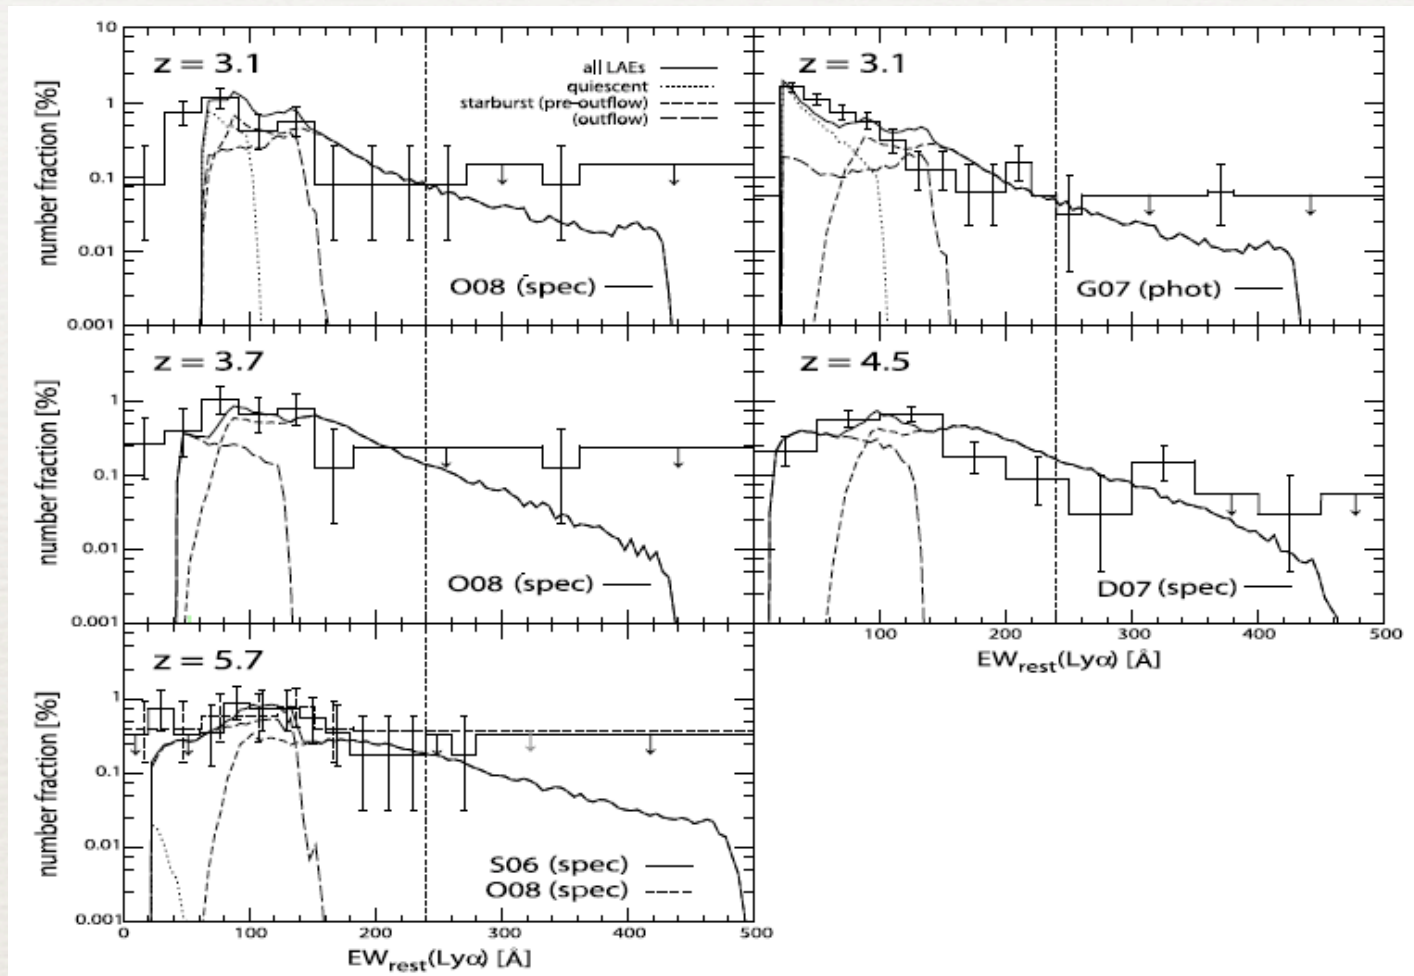 10
1
0.1
0.01
0.001
number fraction [%]
z = 3.1
all LAEs
quiescent
starburst (pre-outflow)
(outflow)
O08 (spec)
z = 3.1
G07 (phot)
1
0.1
0.01
0.001
number fraction [%]
z = 3.7
O08 (spec)
z = 4.5
D07 (spec)
100 200 300 400 500
EWrest(Lyα) [Å]
1
0.1
0.01
0.001
number fraction [%]
z = 5.7
S06 (spec)
O08 (spec)
0 100 200 300 400 500
EWrest(Lyα) [Å]